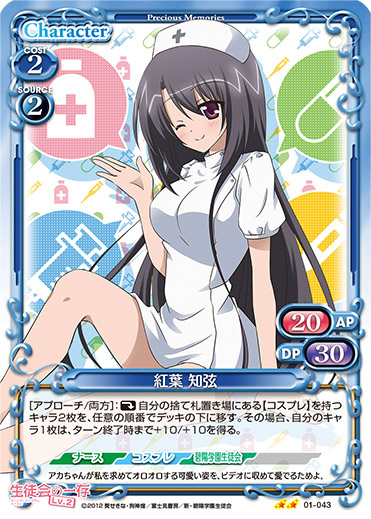 Precious Memories
Character
COST
2
SOURCE
2
20 AP
DP 30
紅葉 知弦
[アプローチ/両方]: 自分の捨て札置き場にある【コスプレ】を持つ
キャラ2枚を、任意の順番でデッキの下に移す。その場合、自分のキャ
ラ1枚は、ターン終了時まで+10/+10を得る。
ナース コスプレ 碧陽学園生徒会
アカちゃんが私を求めてオロオロする可愛い姿を、ビデオに収めて愛でるためよ。
生徒会の一存
Lv.2
©2012 葵せきな・狗神煌/富士見書房/新・碧陽学園生徒会
01-043